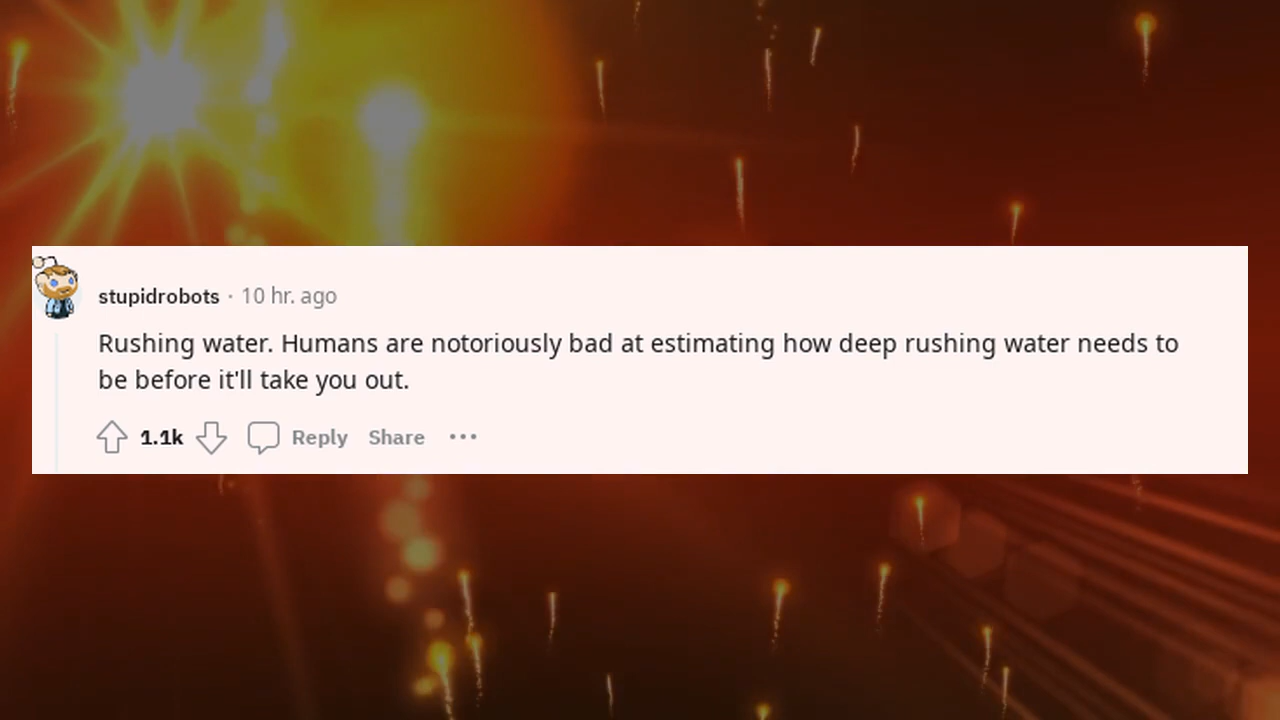 stupidrobots · 10 hr. ago
Rushing water. Humans are notoriously bad at estimating how deep rushing water needs to
be before it'll take you out.
1.1k Reply Share ···